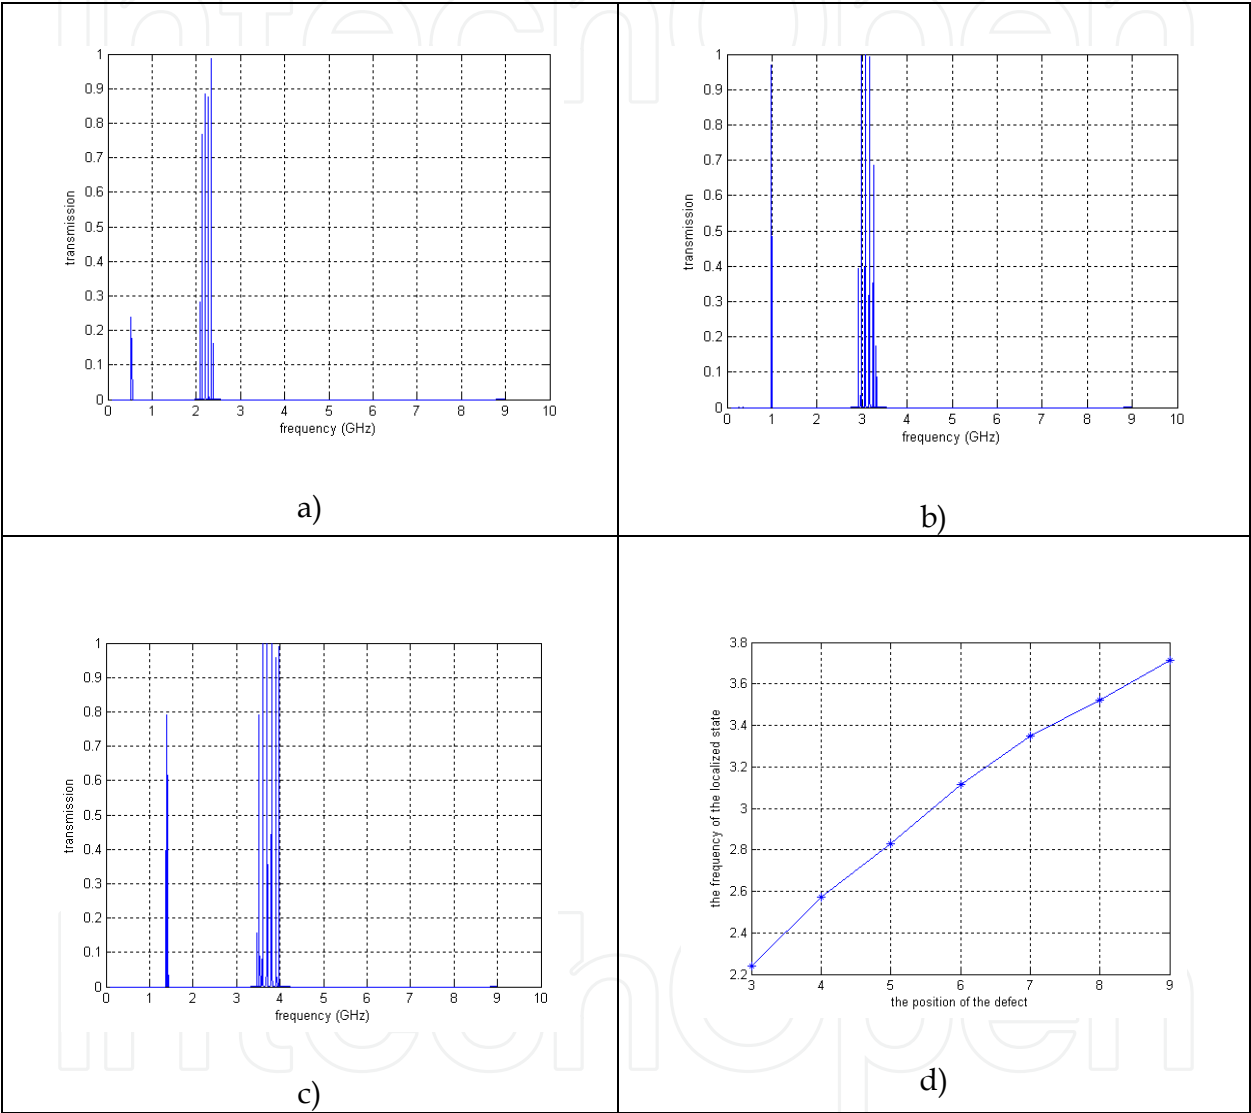 IntechOpen
1
0.9
0.8
0.7
0.6
0.5
0.4
0.3
0.2
0.1
0
0 1 2 3 4 5 6 7 8 9 10
transmission
frequency (GHz)
a)
1
0.9
0.8
0.7
0.6
0.5
0.4
0.3
0.2
0.1
0
0 1 2 3 4 5 6 7 8 9 10
transmission
frequency (GHz)
b)
1
0.9
0.8
0.7
0.6
0.5
0.4
0.3
0.2
0.1
0
0 1 2 3 4 5 6 7 8 9 10
transmission
frequency (GHz)
c)
3.8
3.6
3.4
3.2
3
2.8
2.6
2.4
2.2
3 4 5 6 7 8 9
the frequency of the localized state
the position of the defect
d)
IntechOpen